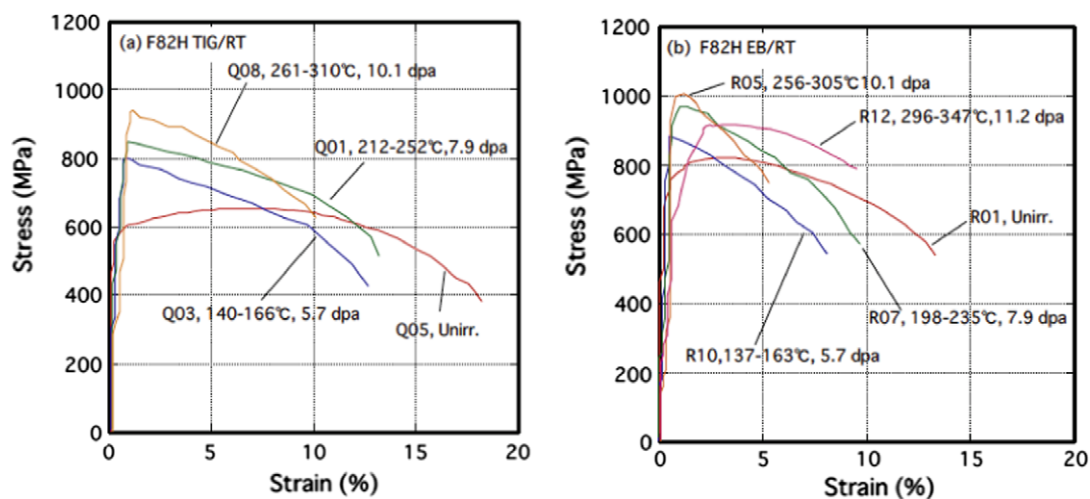 (a) F82H TIG/RT
Q08, 261-310℃, 10.1 dpa
Q01, 212-252℃,7.9 dpa
Q03, 140-166℃, 5.7 dpa
Q05, Unirr.
Stress (MPa)
1200
1000
800
600
400
200
0
0 5 10 15 20
Strain (%)
(b) F82H EB/RT
R05, 256-305℃10.1 dpa
R12, 296-347℃,11.2 dpa
R01, Unirr.
R07, 198-235℃, 7.9 dpa
R10,137-163℃, 5.7 dpa
Stress (MPa)
1200
1000
800
600
400
200
0
0 5 10 15 20
Strain (%)